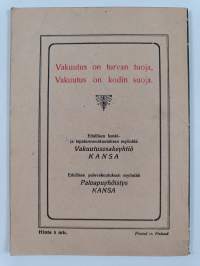 Vakuutus on turvan tuoja,
Vakuutus on kodin suoja.
Edullisen henki-
ja tapaturmavakuutuksen myöntää
Vakuutusosakeyhtiö
KANSA
Edullisen palovakuutuksen myöntää
Paloapuyhdistys
KANSA
Hinta 5 mk.
Printed in Finland